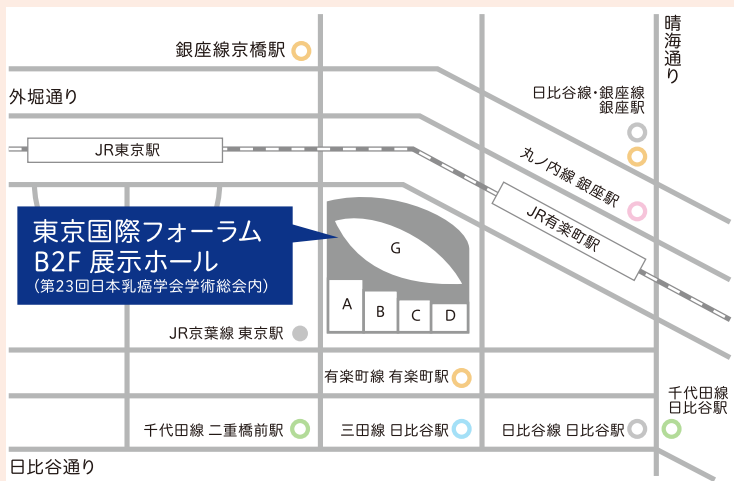 銀座線京橋駅
晴海通り
外堀通り
日比谷線・銀座線
銀座駅
JR東京駅
丸ノ内線 銀座駅
JR有楽町駅
東京国際フォーラム
B2F 展示ホール
(第23回日本乳癌学会学術総会内)
G
A
B
C
D
JR京葉線 東京駅
有楽町線 有楽町駅
千代田線
日比谷駅
千代田線 二重橋前駅
三田線 日比谷駅
日比谷線 日比谷駅
日比谷通り